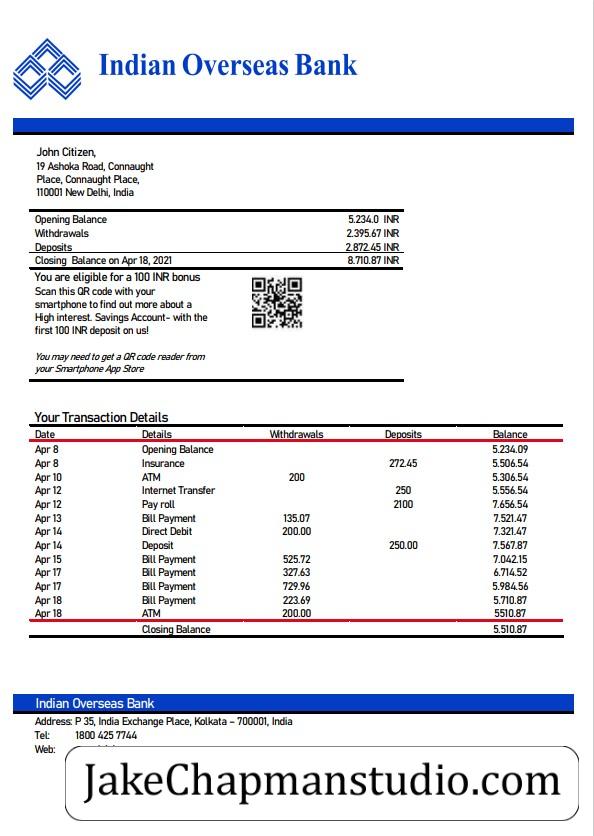 Indian Overseas Bank
John Citizen,
19 Ashoka Road, Connaught
Place, Connaught Place,
110001 New Delhi, India
Opening Balance 5.234.0 INR
Withdrawals 2.395.67 INR
Deposits 2.872.45 INR
Closing Balance on Apr 18, 2021 8.710.87 INR
You are eligible for a 100 INR bonus
Scan this QR code with your
smartphone to find out more about a
High interest. Savings Account- with the
first 100 INR deposit on us!
You may need to get a QR code reader from
your Smartphone App Store
Your Transaction Details
Date Details Withdrawals Deposits Balance
Apr 8 Opening Balance 5.234.09
Apr 8 Insurance 272.45 5.506.54
Apr 10 ATM 200 5.306.54
Apr 12 Internet Transfer 250 5.556.54
Apr 12 Pay roll 2100 7.656.54
Apr 13 Bill Payment 135.07 7.521.47
Apr 14 Direct Debit 200.00 7.321.47
Apr 14 Deposit 250.00 7.567.87
Apr 15 Bill Payment 525.72 7.042.15
Apr 17 Bill Payment 327.63 6.714.52
Apr 17 Bill Payment 729.96 5.984.56
Apr 18 Bill Payment 223.69 5.710.87
Apr 18 ATM 200.00 5510.87
Closing Balance 5.510.87
Indian Overseas Bank
Address: P 35, India Exchange Place, Kolkata – 700001, India
Tel: 1800 425 7744
Web:
JakeChapmanstudio.com